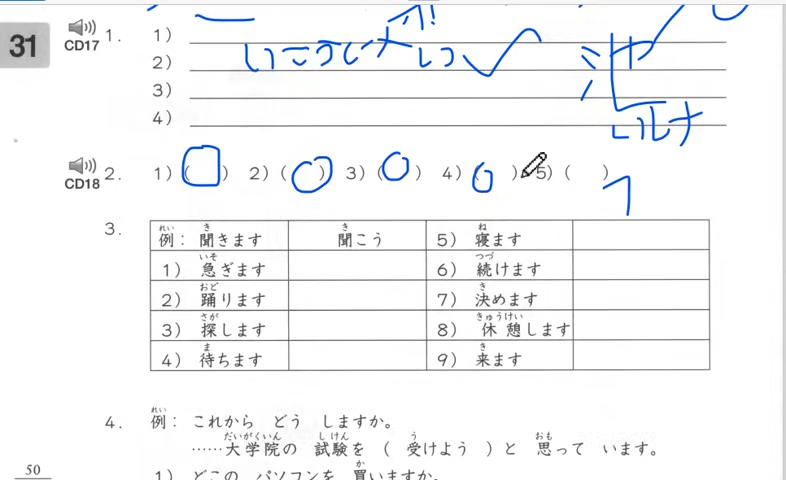 31
CD17 1. 1)
2)
3)
4)
CD18 2. 1) ( ) 2) ( ) 3) ( ) 4) ( ) 5) ( )
3.
例: 聞きます 聞こう 5) 寝ます
1) 急ぎます 6) 続けます
2) 踊ります 7) 決めます
3) 探します 8) 休憩します
4) 待ちます 9) 来ます
4. 例: これから どう しますか。
……大学院の 試験を ( 受けよう )と 思って います。
50
1) どこの パソコンを 買いますか。